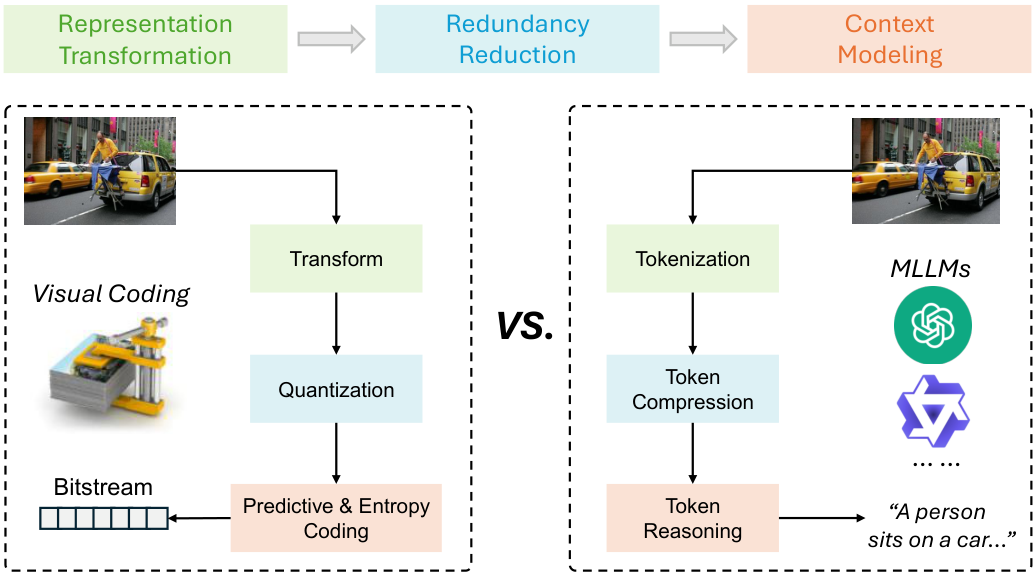 Representation
Transformation
Redundancy
Reduction
Context
Modeling
Visual Coding
Transform
Quantization
Predictive & Entropy
Coding
Bitstream
VS.
Tokenization
Token
Compression
Token
Reasoning
MLLMs
... ...
“A person
sits on a car...”